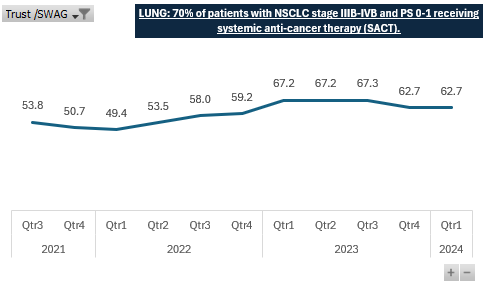 Trust /SWAG
LUNG: 70% of patients with NSCLC stage IIIB-IVB and PS 0-1 receiving
systemic anti-cancer therapy (SACT).
53.8 50.7 49.4 53.5 58.0 59.2 67.2 67.2 67.3 62.7 62.7
Qtr3 Qtr4 Qtr1 Qtr2 Qtr3 Qtr4 Qtr1 Qtr2 Qtr3 Qtr4 Qtr1
2021 2022 2023 2024
+ −